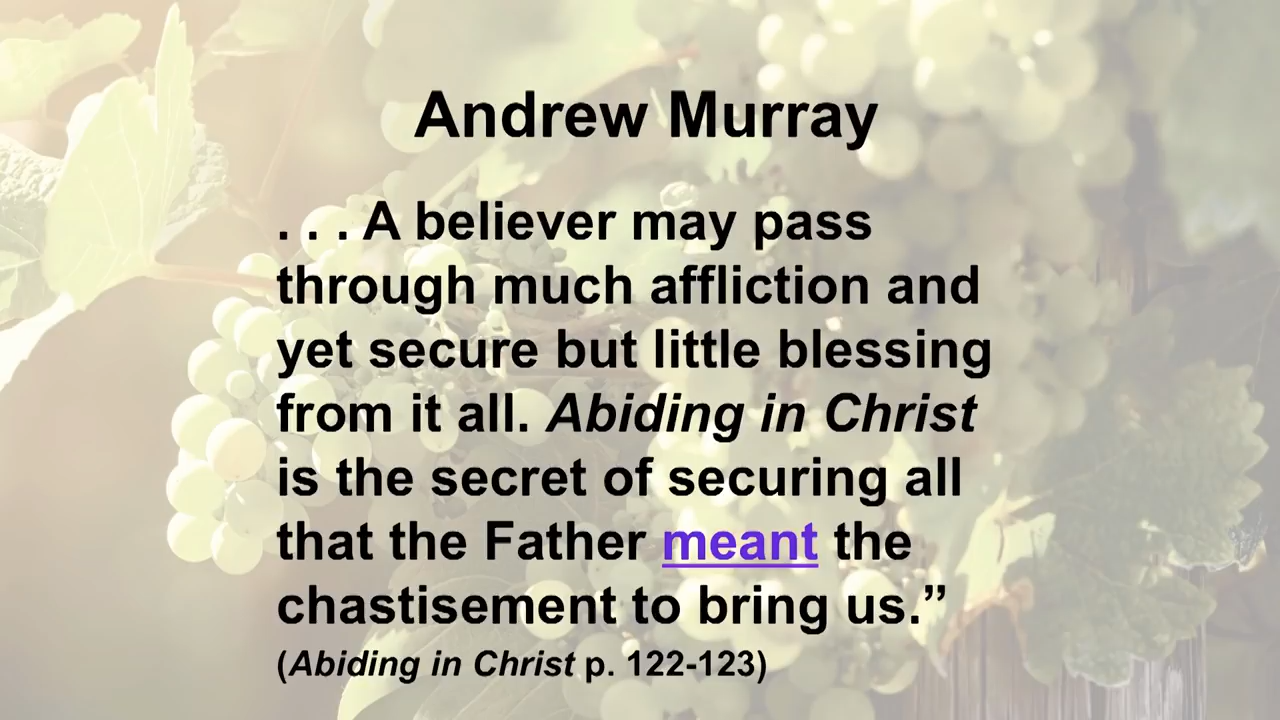 Andrew Murray
. . . A believer may pass
through much affliction and
yet secure but little blessing
from it all. Abiding in Christ
is the secret of securing all
that the Father meant the
chastisement to bring us.”
(Abiding in Christ p. 122-123)